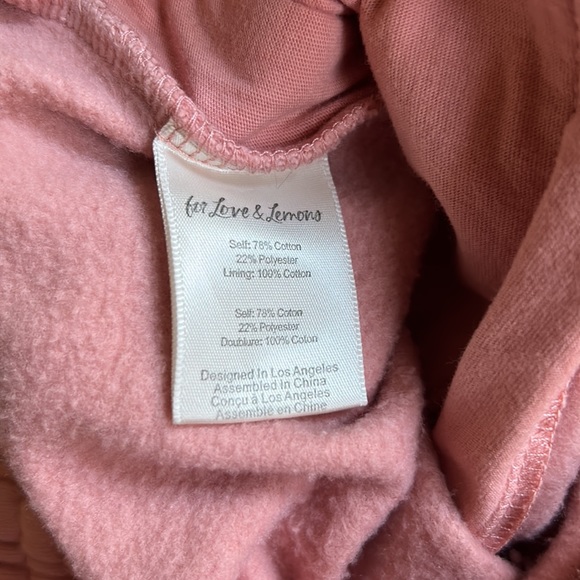 for Love & Lemons
Self: 78% Cotton
22% Polyester
Lining: 100% Cotton
Self: 78% Coton
22% Polyester
Doublure: 100% Coton
Designed In Los Angeles
Assembled in China
Conçu à Los Angeles
Assemble en Chine